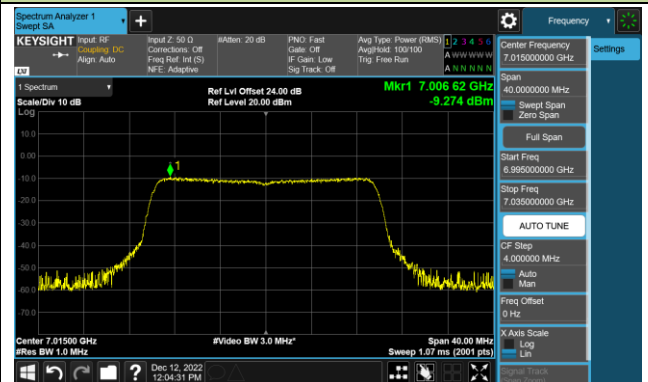 Spectrum Analyzer 1
Swept SA
+
Frequency
KEYSIGHT
Input: RF
Coupling: DC
Align: Auto
Input Z: 50 Ω
Corrections: Off
Freq Ref: Int (S)
NFE: Adaptive
#Atten: 20 dB
PNO: Fast
Gate: Off
IF Gain: Low
Sig Track: Off
Avg Type: Power (RMS)
Avg|Hold: 100/100
Trig: Free Run
1 2 3 4 5 6
A W W W W W
A N N N N N
LXI
1 Spectrum
Scale/Div 10 dB
Log
Ref Lvl Offset 24.00 dB
Ref Level 20.00 dBm
Mkr1 7.006 62 GHz
-9.274 dBm
10.0
0.00
-10.0
-20.0
-30.0
-40.0
-50.0
-60.0
-70.0
1
Center 7.01500 GHz
#Res BW 1.0 MHz
#Video BW 3.0 MHz*
Span 40.00 MHz
Sweep 1.07 ms (2001 pts)
Dec 12, 2022
12:04:31 PM
?
Center Frequency
7.015000000 GHz
Settings
Span
40.0000000 MHz
Swept Span
Zero Span
Full Span
Start Freq
6.995000000 GHz
Stop Freq
7.035000000 GHz
AUTO TUNE
CF Step
4.000000 MHz
Auto
Man
Freq Offset
0 Hz
X Axis Scale
Log
Lin
Signal Track